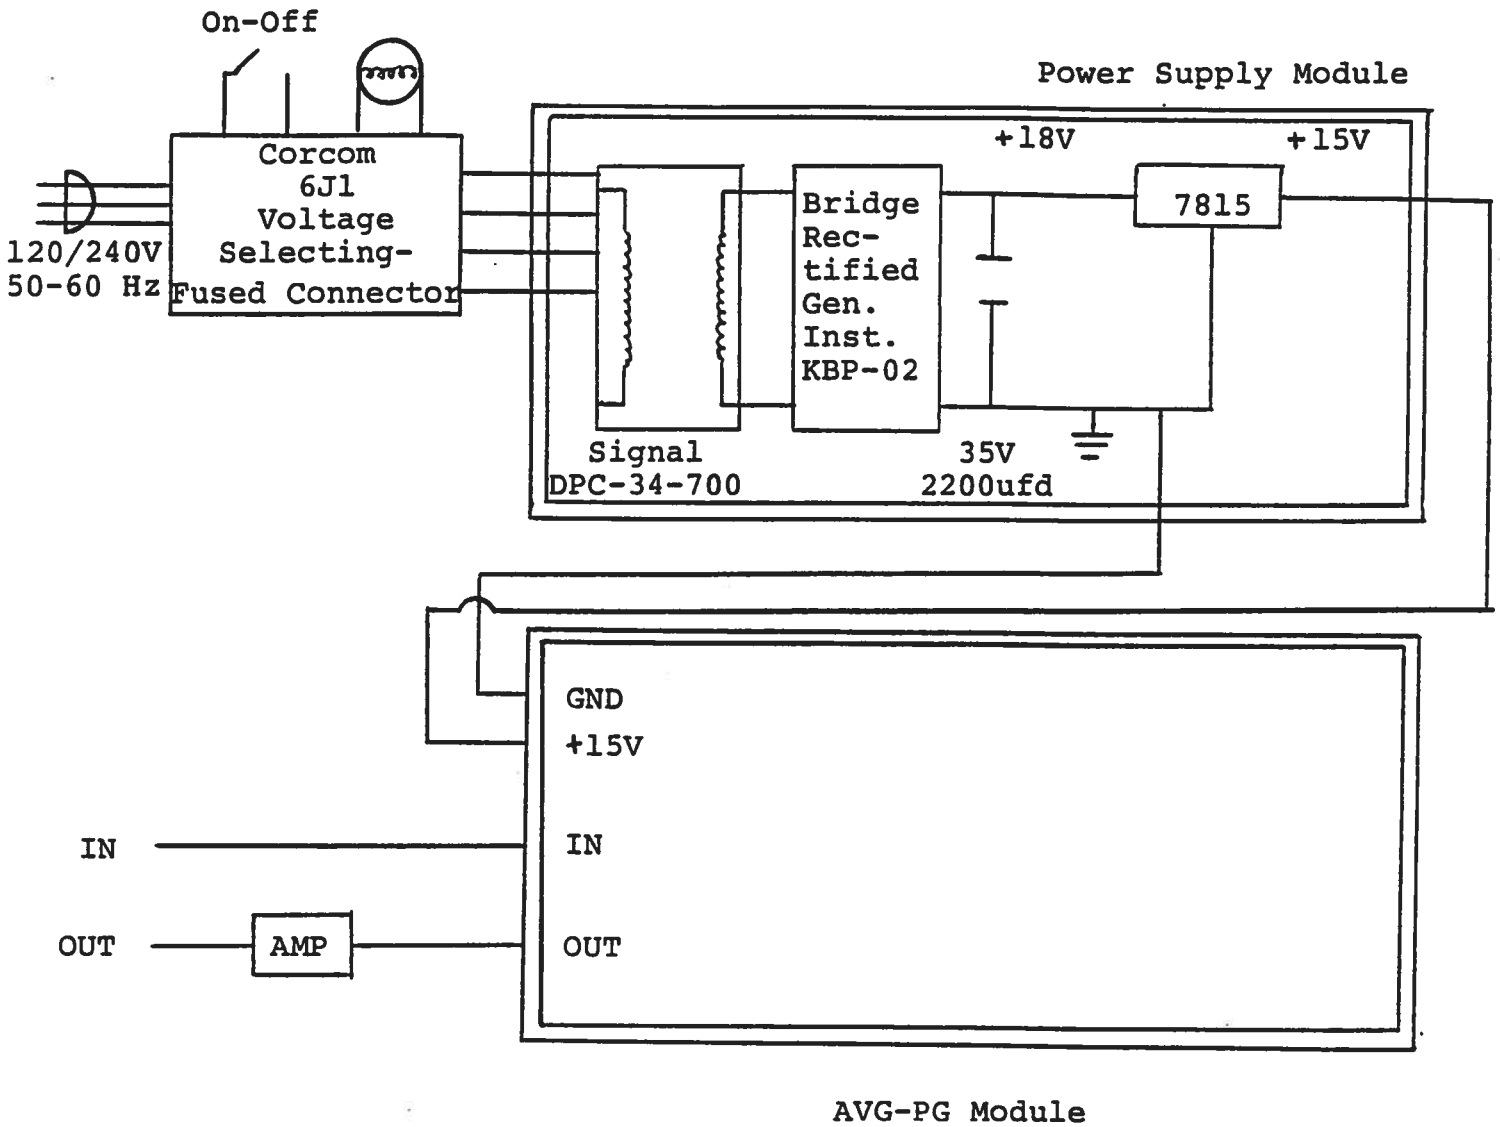 On-Off
Power Supply Module
+18V
+15V
Corcom
6J1
Voltage
Selecting-
Fused Connector
120/240V
50-60 Hz
Bridge
Rec-
tified
Gen.
Inst.
KBP-02
7815
Signal
DPC-34-700
35V
2200ufd
GND
+15V
IN
IN
OUT
AMP
OUT
AVG-PG Module